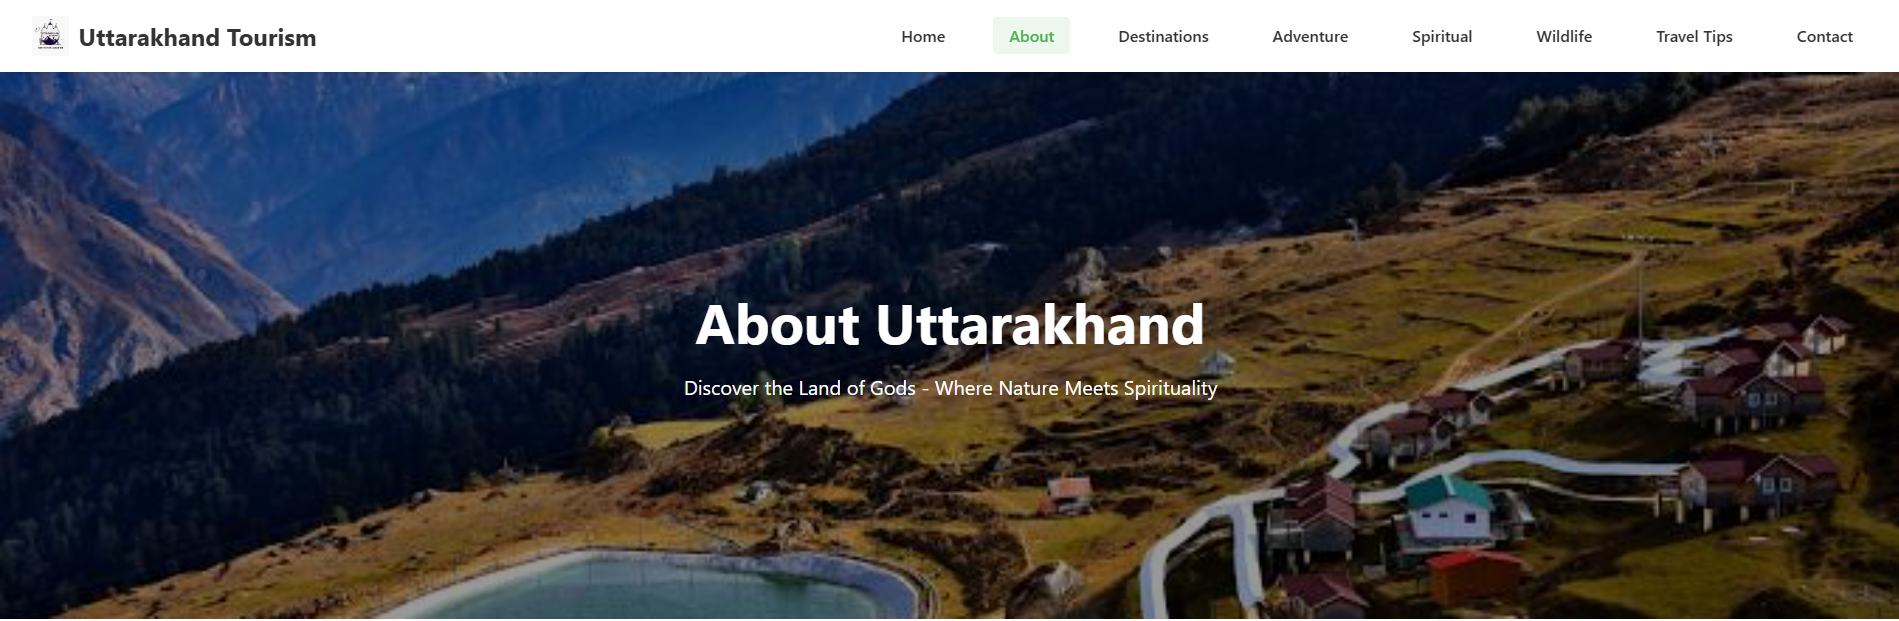 Uttarakhand Tourism
Home
About
Destinations
Adventure
Spiritual
Wildlife
Travel Tips
Contact
About Uttarakhand
Discover the Land of Gods - Where Nature Meets Spirituality